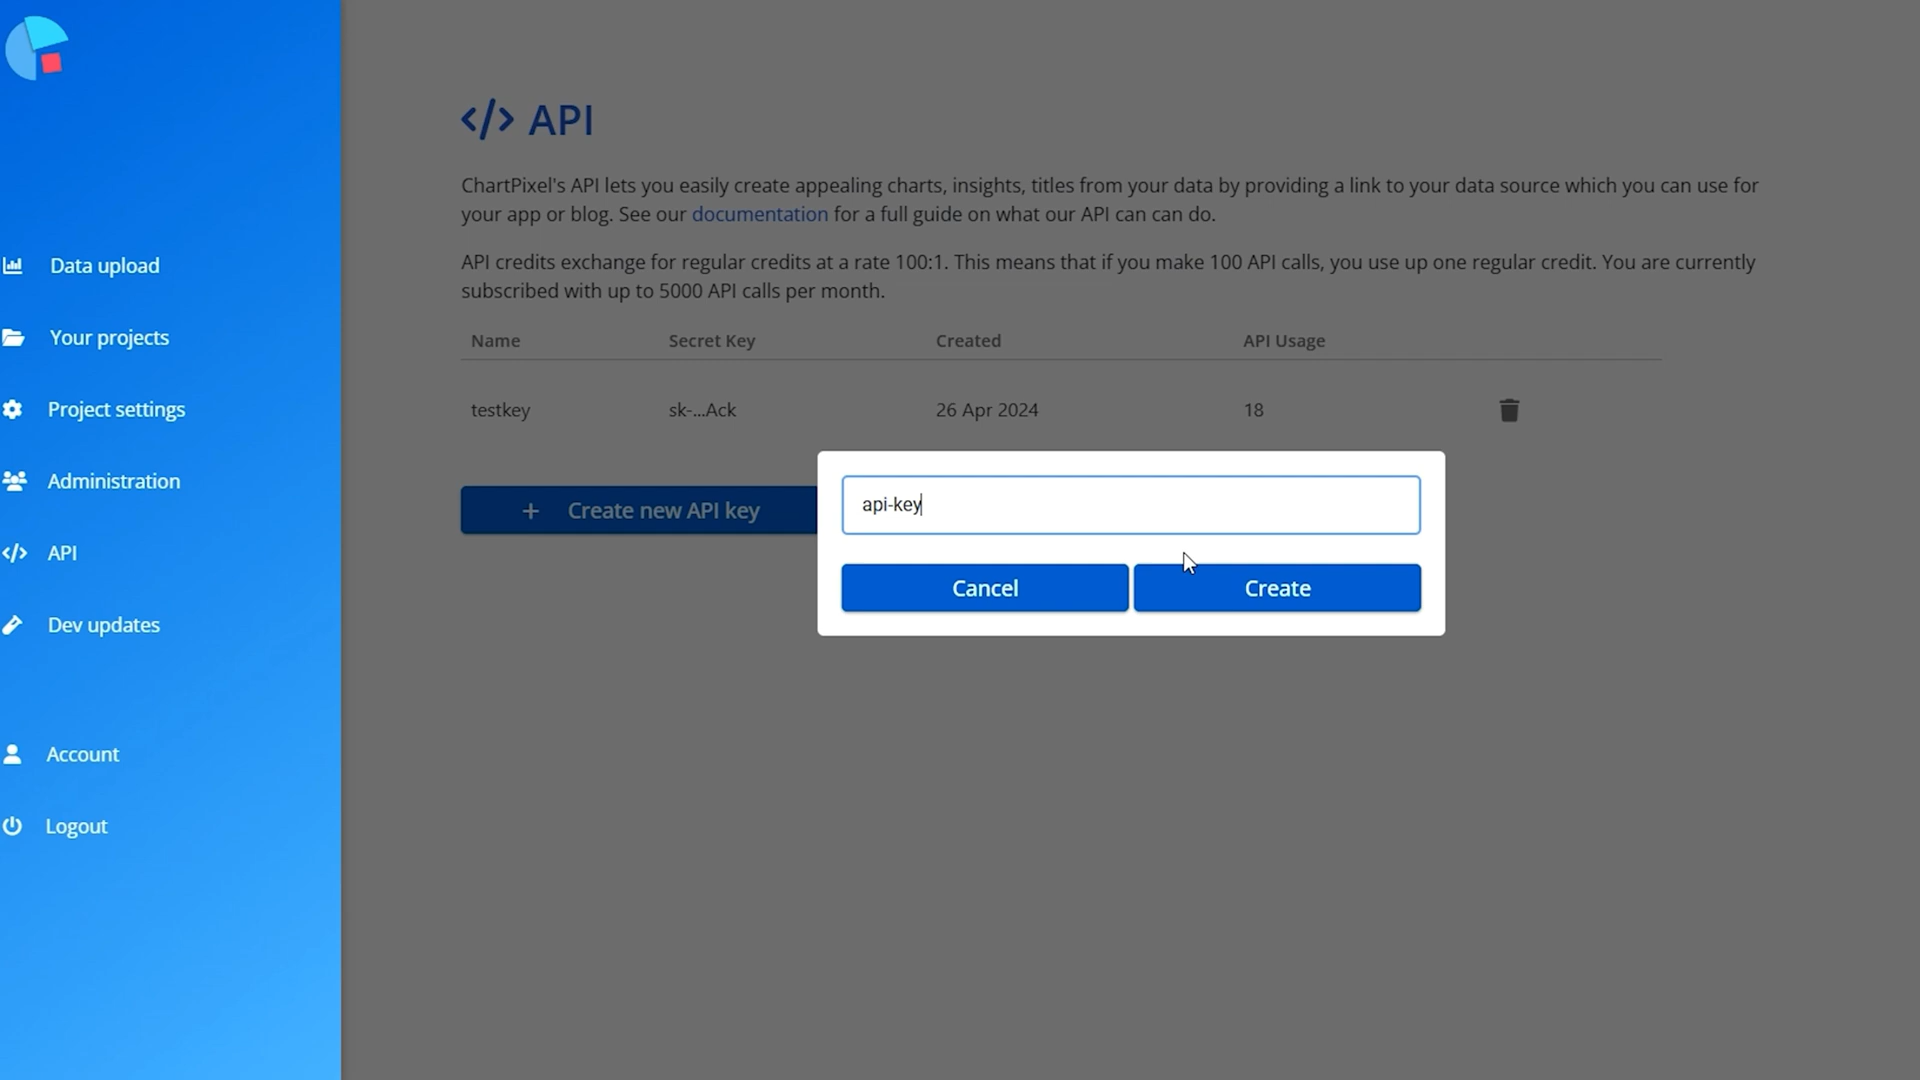 Data upload
Your projects
Project settings
Administration
API
Dev updates
Account
Logout
</> API
ChartPixel's API lets you easily create appealing charts, insights, titles from your data by providing a link to your data source which you can use for
your app or blog. See our documentation for a full guide on what our API can can do.
API credits exchange for regular credits at a rate 100:1. This means that if you make 100 API calls, you use up one regular credit. You are currently
subscribed with up to 5000 API calls per month.
Name Secret Key Created API Usage
testkey sk-...Ack 26 Apr 2024 18
+ Create new API key
api-key
Cancel Create